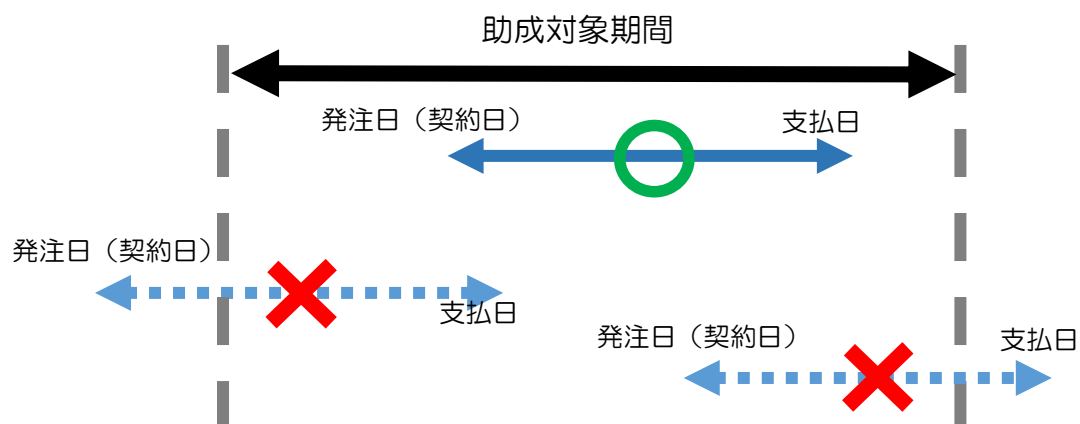 助成対象期間
発注日（契約日）
支払日
発注日（契約日）
支払日
発注日（契約日）
支払日